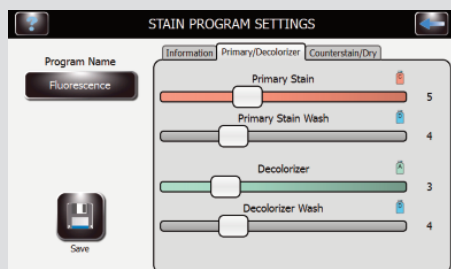 ?
STAIN PROGRAM SETTINGS
Program Name
Fluorescence
Information Primary/Decolorizer Counterstain/Dry
Primary Stain
5
Primary Stain Wash
4
Decolorizer
3
Decolorizer Wash
4
Save